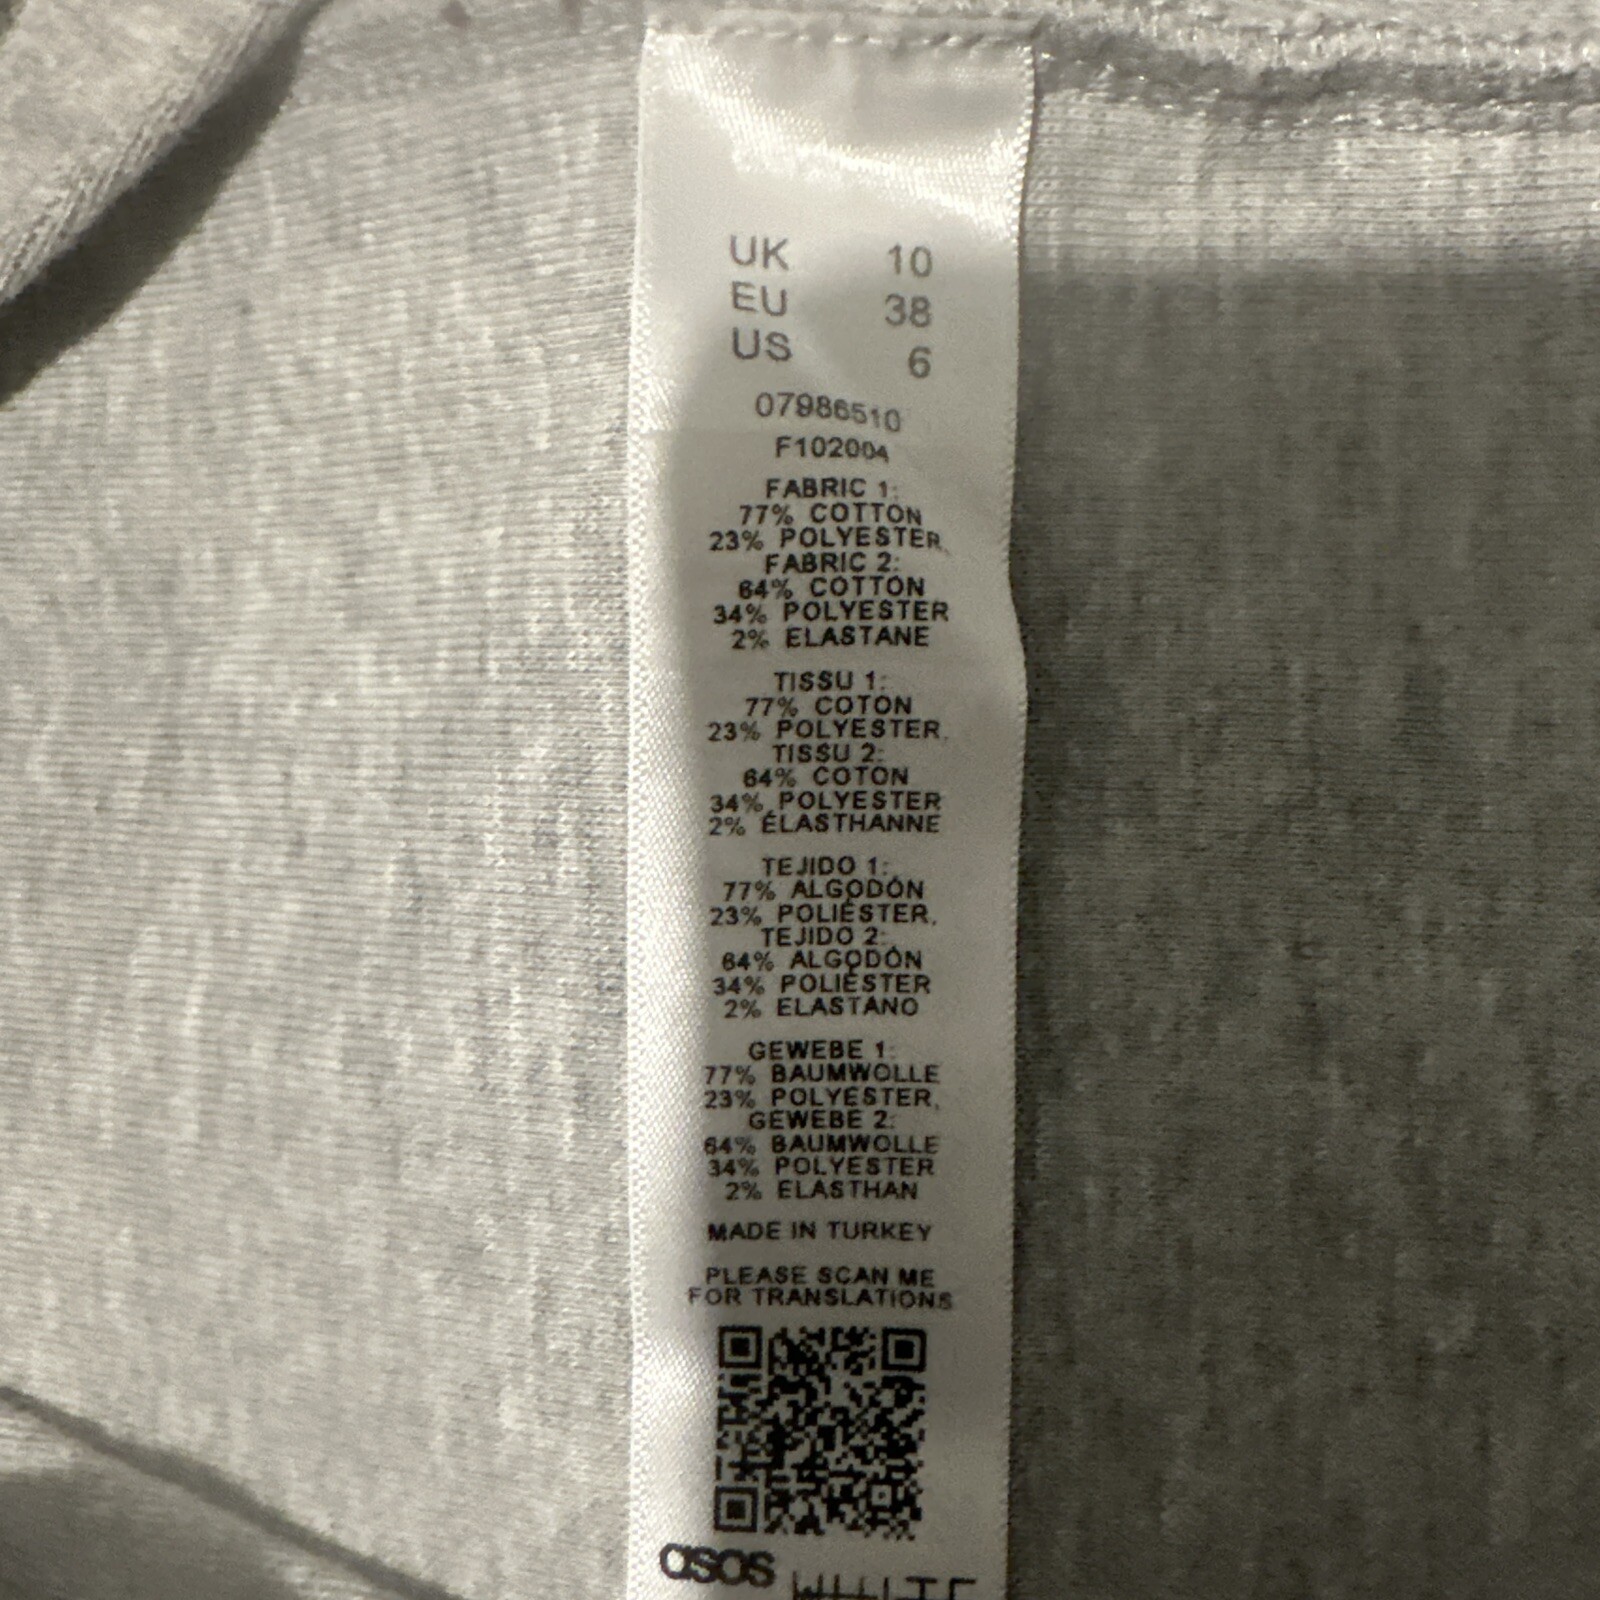 UK 10
EU 38
US 6
07986510
F102004
FABRIC 1:
77% COTTON
23% POLYESTER,
FABRIC 2:
64% COTTON
34% POLYESTER
2% ELASTANE
TISSU 1:
77% COTON
23% POLYESTER,
TISSU 2:
64% COTON
34% POLYESTER
2% ÉLASTHANNE
TEJIDO 1:
77% ALGODÓN
23% POLIÉSTER,
TEJIDO 2:
64% ALGODÓN
34% POLIÉSTER
2% ELASTANO
GEWEBE 1:
77% BAUMWOLLE
23% POLYESTER,
GEWEBE 2:
64% BAUMWOLLE
34% POLYESTER
2% ELASTHAN
MADE IN TURKEY
PLEASE SCAN ME
FOR TRANSLATIONS
asos